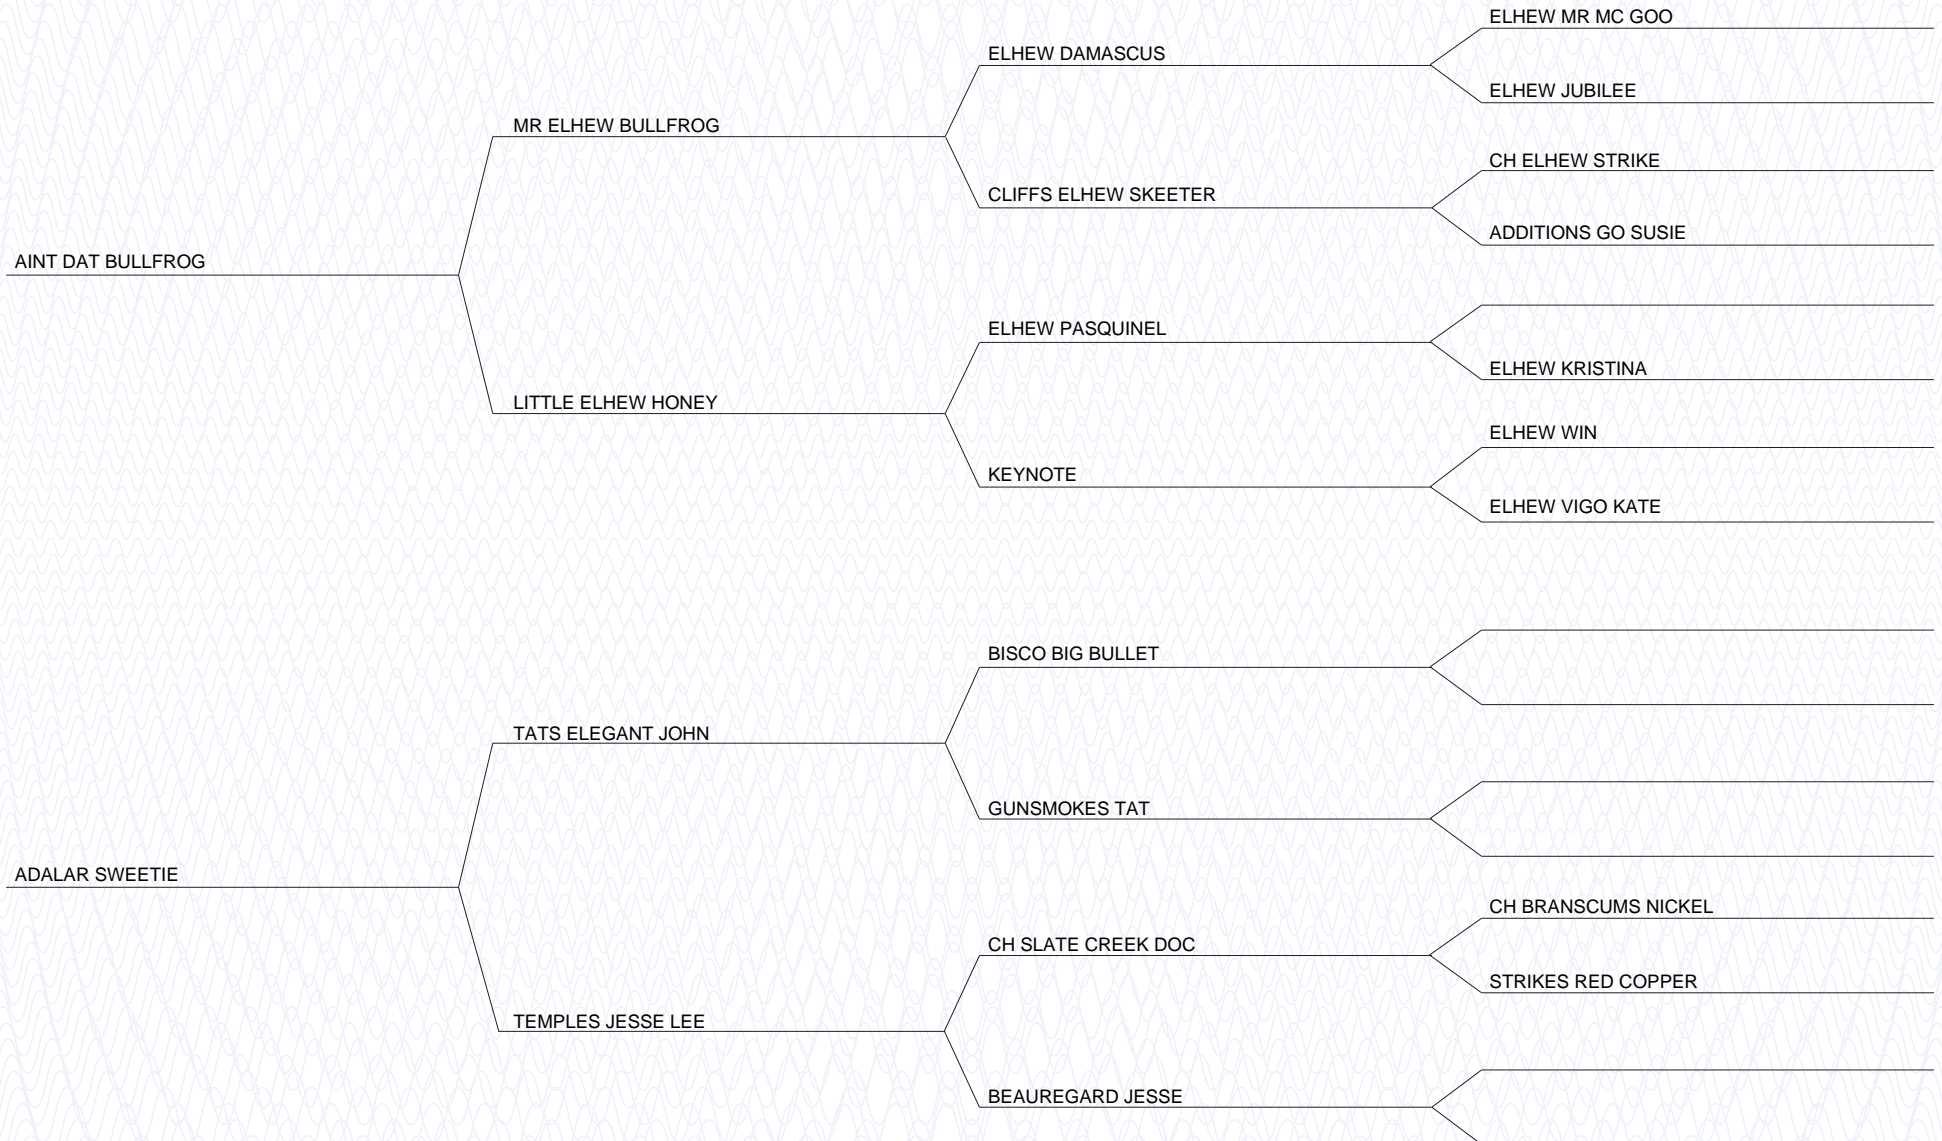 ELHEW MR MC GOO
ELHEW DAMASCUS
ELHEW JUBILEE
MR ELHEW BULLFROG
CH ELHEW STRIKE
CLIFFS ELHEW SKEETER
ADDITIONS GO SUSIE
AINT DAT BULLFROG
ELHEW PASQUINEL
ELHEW KRISTINA
LITTLE ELHEW HONEY
ELHEW WIN
KEYNOTE
ELHEW VIGO KATE
BISCO BIG BULLET
TATS ELEGANT JOHN
GUNSMOKES TAT
ADALAR SWEETIE
CH BRANSCUMS NICKEL
CH SLATE CREEK DOC
STRIKES RED COPPER
TEMPLES JESSE LEE
BEAUREGARD JESSE